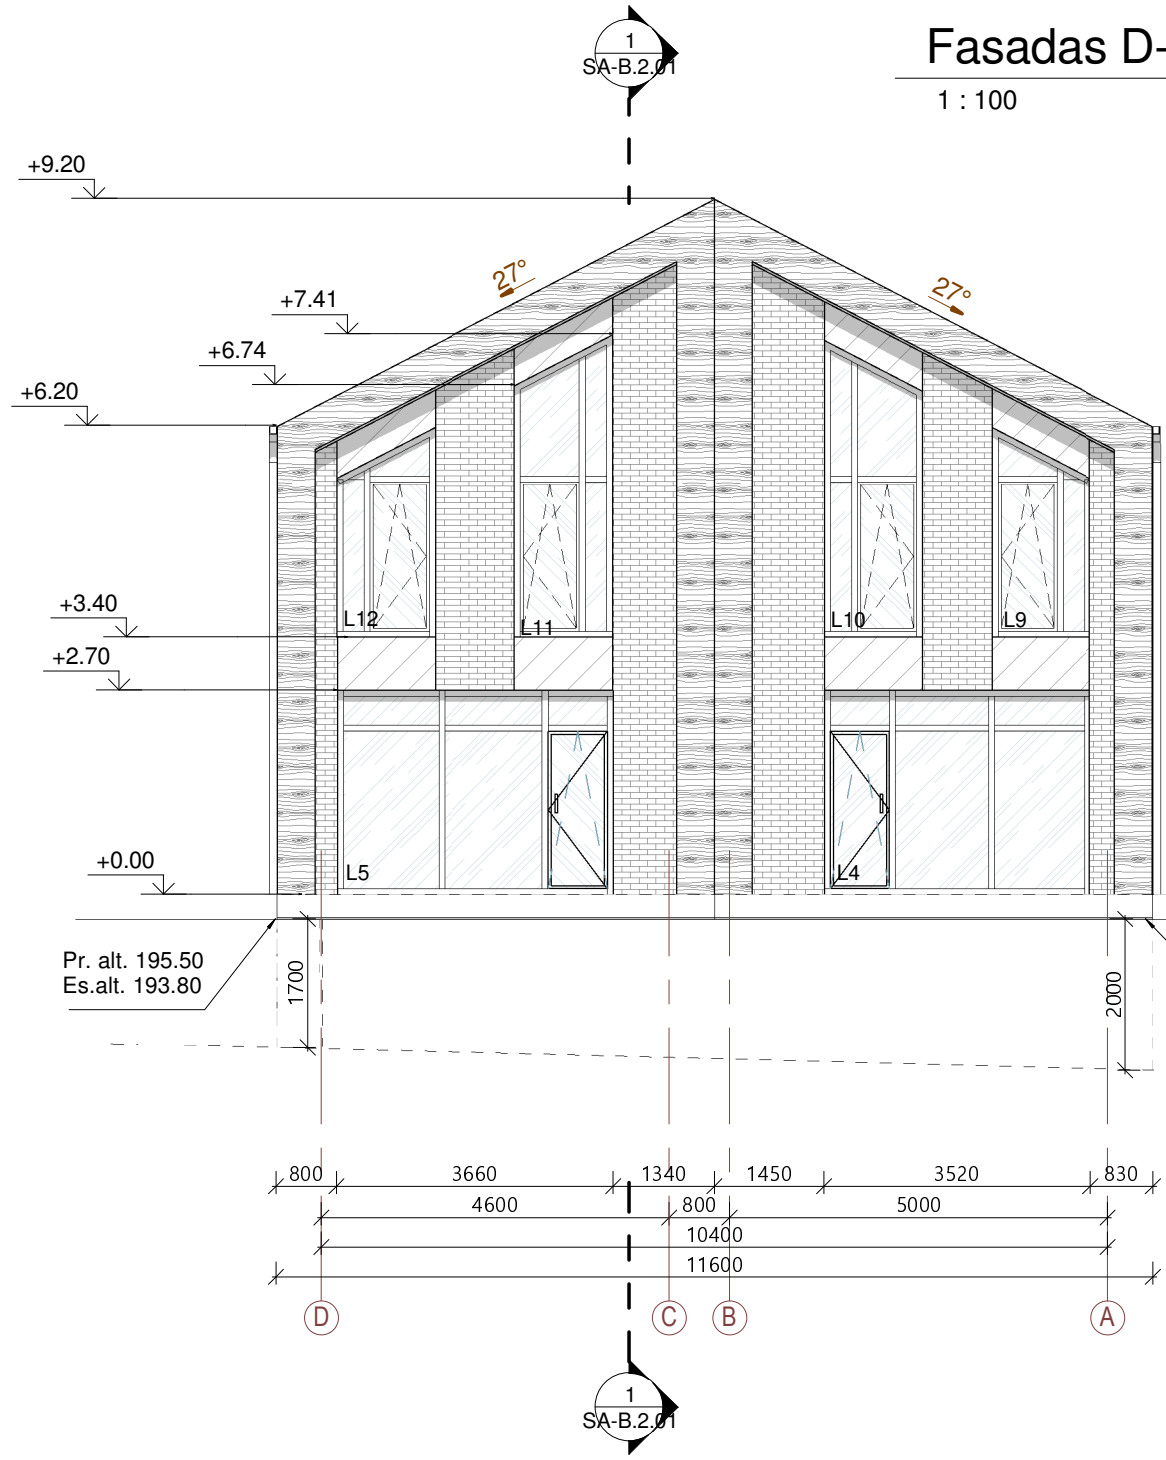 1
SA-B.2.01
Fasadas D-
1 : 100
+9.20
27°
27°
+7.41
+6.74
+6.20
+3.40
L12
L11
L10
L9
+2.70
+0.00
L5
L4
Pr. alt. 195.50
Es.alt. 193.80
1700
2000
800
3660
1340
1450
3520
830
4600
800
5000
10400
11600
D
C
B
A
1
SA-B.2.01